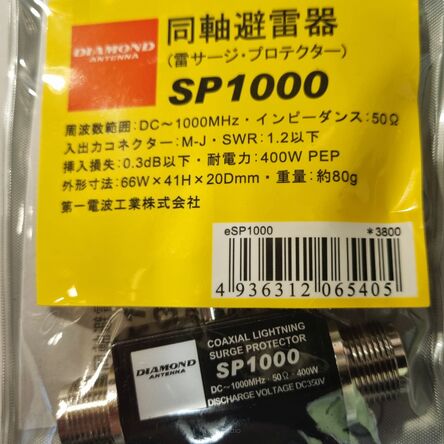 DIAMOND
ANTENNA
同軸避雷器
(雷サージ・プロテクター)
SP1000
周波数範囲:DC～1000MHz・インピーダンス:50Ω
入出力コネクター:M-J・SWR:1.2以下
挿入損失:0.3dB以下・耐電力:400W PEP
外形寸法:66W×41H×20Dmm・重量:約80g
第一電波工業株式会社
eSP1000 *3800
4 936312 065405
DIAMOND
ANTENNA
COAXIAL LIGHTNING
SURGE PROTECTOR
SP1000
DC～1000MHz・50Ω・400W
DISCHARGE VOLTAGE DC350V